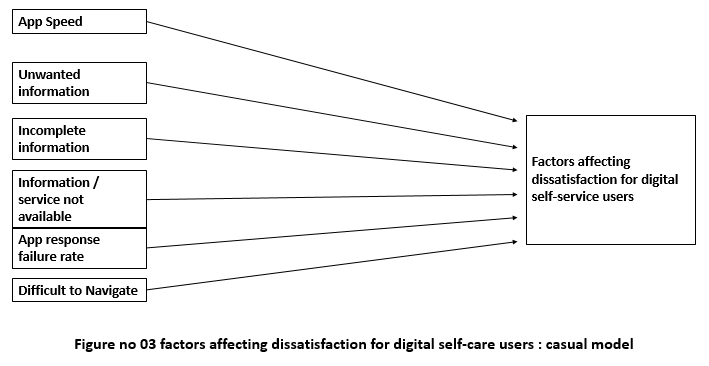 App Speed
Unwanted
information
Incomplete
information
Information /
service not
available
App response
failure rate
Difficult to Navigate
Factors affecting
dissatisfaction for digital
self-service users
Figure no 03 factors affecting dissatisfaction for digital self-care users : casual model